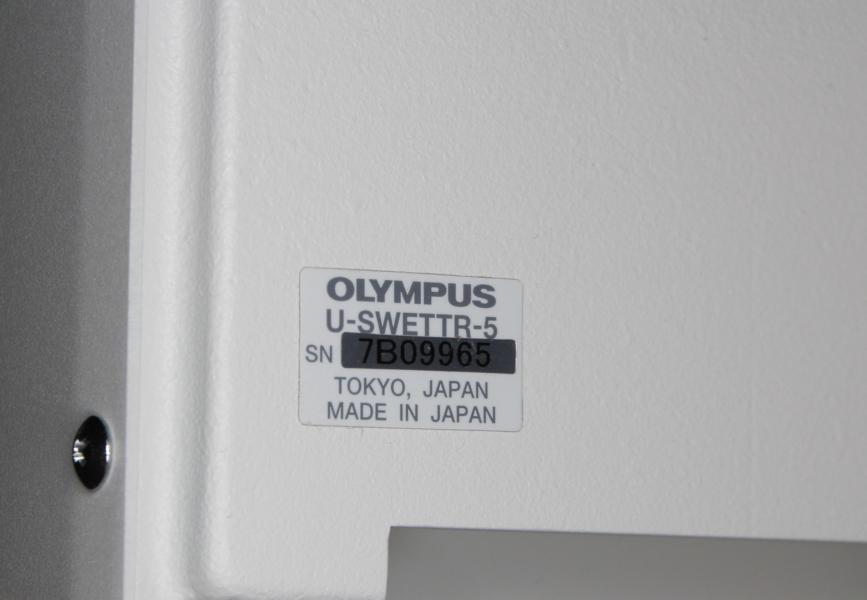 OLYMPUS
U-SWETTR-5
SN 7B09965
TOKYO, JAPAN
MADE IN JAPAN